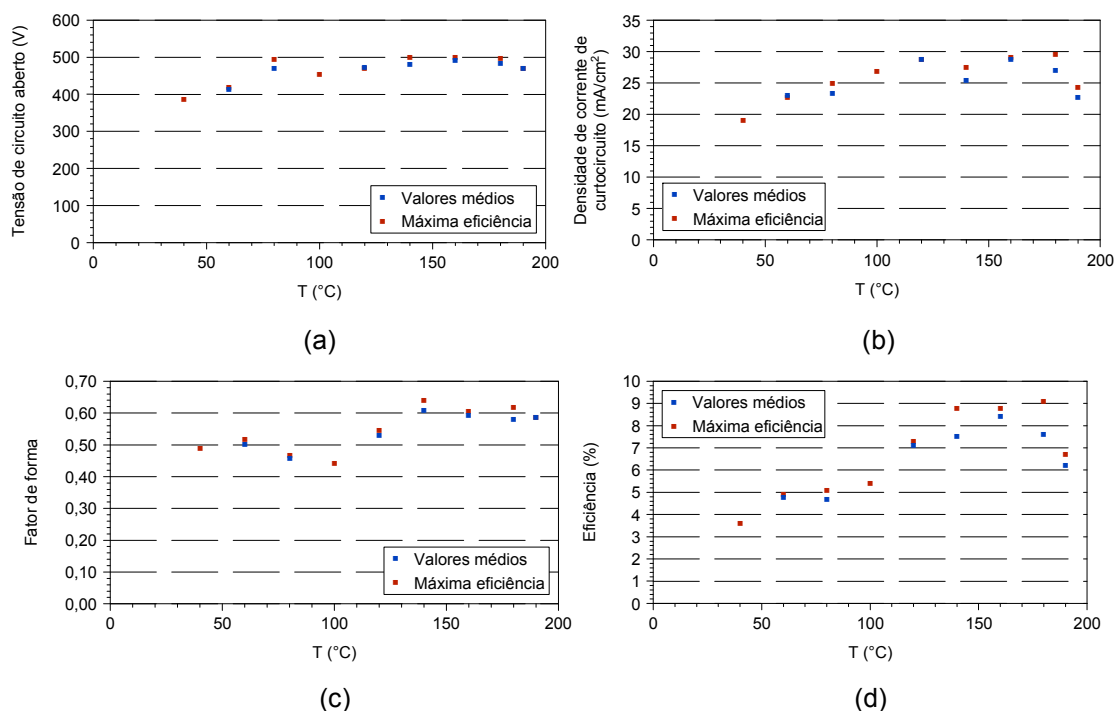 Tensão de circuito aberto (V)
600
500
400
300
200
100
0
0 50 100 150 200
T (°C)
Valores médios
Máxima eficiência
(a)
Densidade de corrente de
curtocircuito (mA/cm²)
35
30
25
20
15
10
5
0
0 50 100 150 200
T (°C)
Valores médios
Máxima eficiência
(b)
Fator de forma
0,70
0,60
0,50
0,40
0,30
0,20
0,10
0,00
0 50 100 150 200
T (°C)
Valores médios
Máxima eficiência
(c)
Eficiência (%)
10
9
8
7
6
5
4
3
2
1
0
0 50 100 150 200
T (°C)
Valores médios
Máxima eficiência
(d)